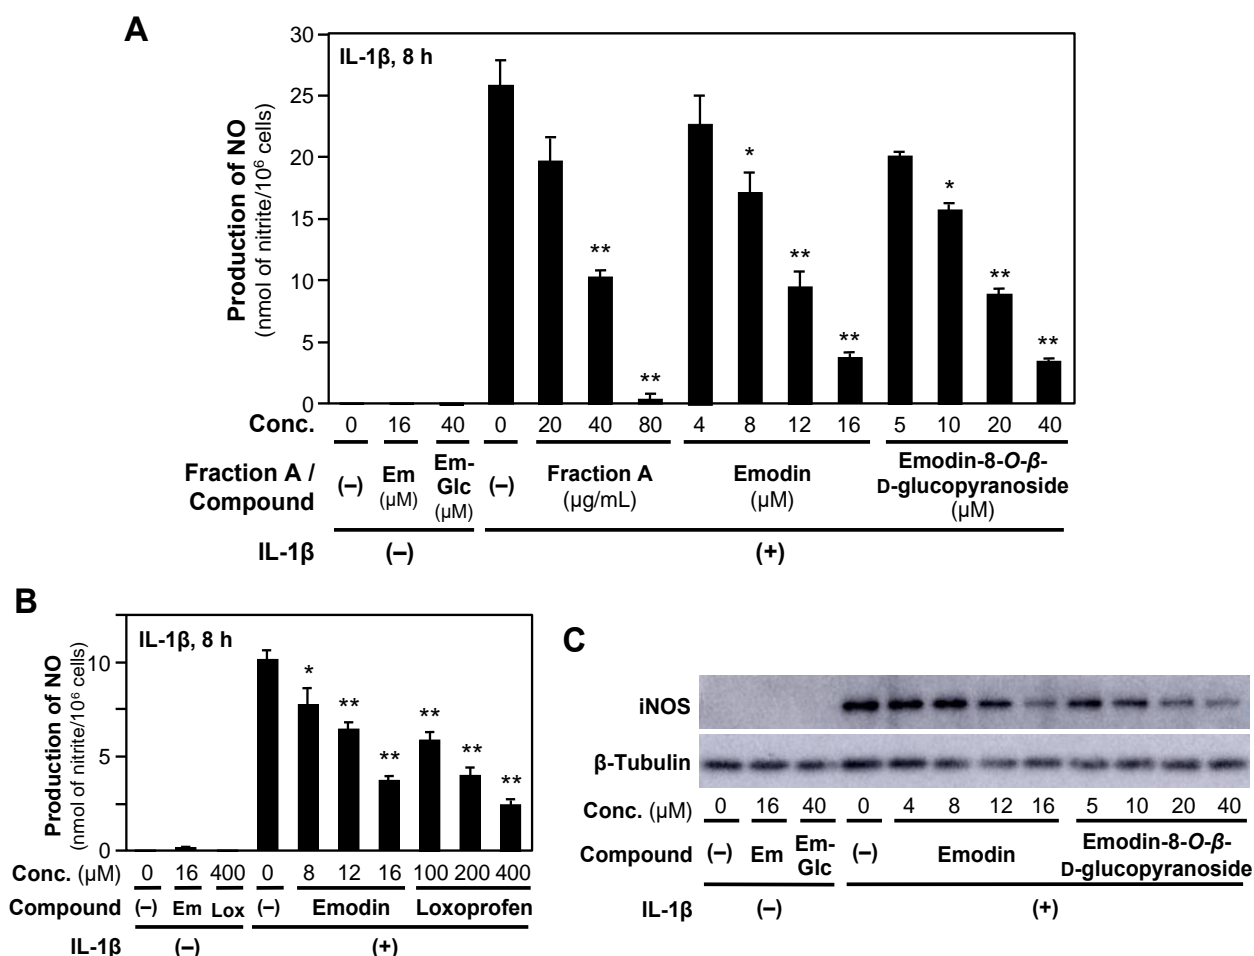 A
IL-1β, 8 h
Production of NO
(nmol of nitrite/10⁶ cells)
30
25
20
15
10
5
0
**
**
*
**
**
*
**
**
Conc. 0 16 40 0 20 40 80 4 8 12 16 5 10 20 40
Fraction A /
Compound
(–)
Em
(μM)
Em-
Glc
(μM)
(–)
Fraction A
(μg/mL)
Emodin
(μM)
Emodin-8-O-β-
D-glucopyranoside
(μM)
IL-1β (–) (+)
B
IL-1β, 8 h
Production of NO
(nmol of nitrite/10⁶ cells)
10
5
0
*
**
**
**
**
**
Conc. (μM) 0 16 400 0 8 12 16 100 200 400
Compound (–) Em Lox (–) Emodin Loxoprofen
IL-1β (–) (+)
C
iNOS
β-Tubulin
Conc. (μM) 0 16 40 0 4 8 12 16 5 10 20 40
Compound (–) Em
Em-
Glc
(–) Emodin
Emodin-8-O-β-
D-glucopyranoside
IL-1β (–) (+)